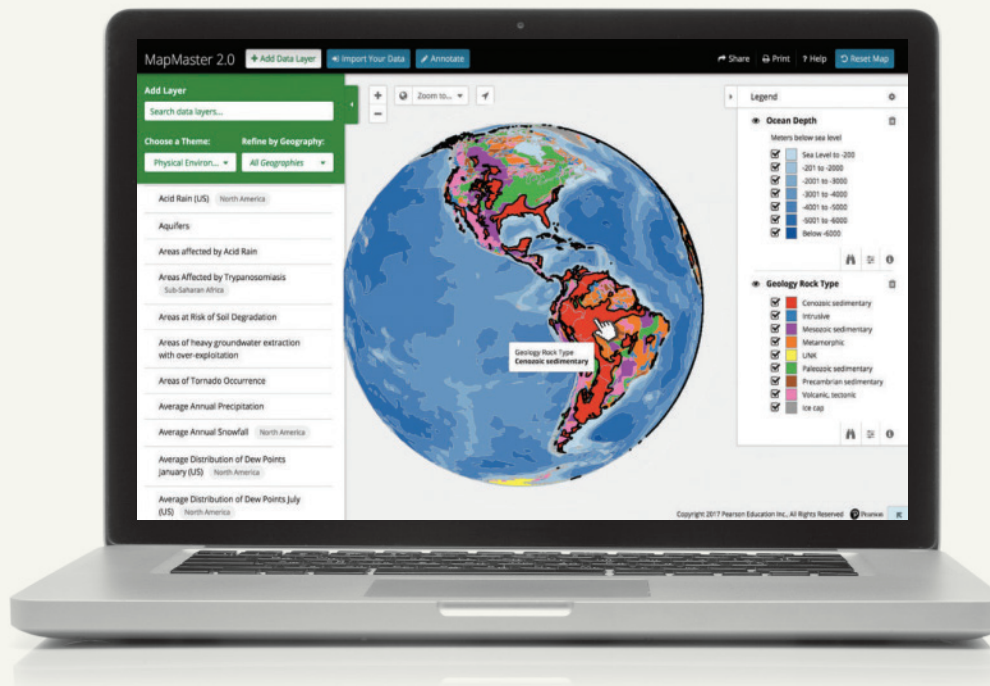 MapMaster 2.0
+ Add Data Layer
Import Your Data
Annotate
Share
Print
? Help
Reset Map
Add Layer
Search data layers...
Choose a Theme:
Refine by Geography:
Physical Environ...
All Geographies
Acid Rain (US) North America
Aquifers
Areas affected by Acid Rain
Areas Affected by Trypanosomiasis
Sub-Saharan Africa
Areas at Risk of Soil Degradation
Areas of heavy groundwater extraction
with over-exploitation
Areas of Tornado Occurrence
Average Annual Precipitation
Average Annual Snowfall North America
Average Distribution of Dew Points
January (US) North America
Average Distribution of Dew Points July
(US) North America
Zoom to...
Geology Rock Type
Cenozoic sedimentary
Legend
Ocean Depth
Meters below sea level
Sea Level to -200
-201 to -2000
-2001 to -3000
-3001 to -4000
-4001 to -5000
-5001 to -6000
Below -6000
Geology Rock Type
Cenozoic sedimentary
Intrusive
Mesozoic sedimentary
Metamorphic
UNK
Paleozoic sedimentary
Precambrian sedimentary
Volcanic, tectonic
Ice cap
Copyright 2017 Pearson Education Inc., All Rights Reserved
Pearson